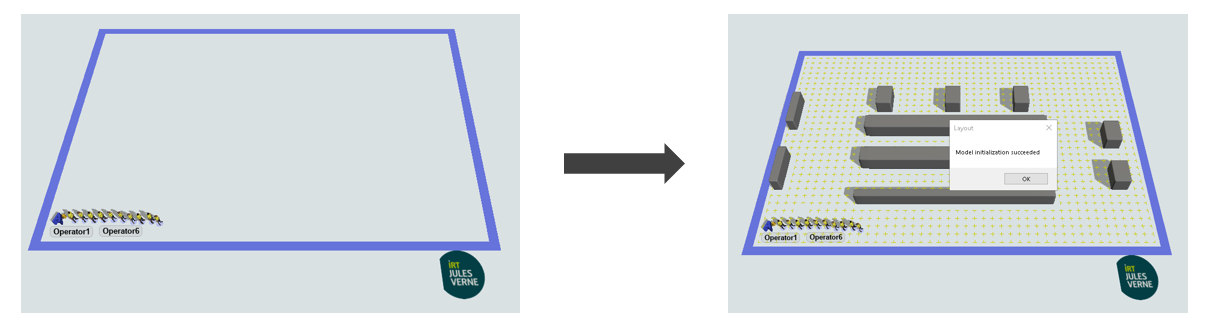 Operator1
Operator6
iRT
JULES
VERNE
Layout
Model initialization succeeded
OK
Operator1
Operator6
iRT
JULES
VERNE